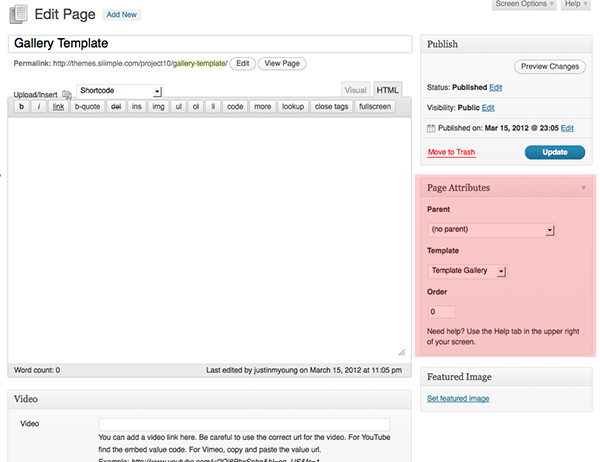 Screen Options Help
Edit Page Add New
Gallery Template
Permalink: http://themes.siiimple.com/project10/gallery-template/ Edit View Page
Upload/Insert Shortcode Visual HTML
b i link b-quote del ins img ul ol li code more lookup close tags fullscreen
Word count: 0 Last edited by justinmyoung on March 15, 2012 at 11:05 pm
Video
Video
You can add a video link here. Be careful to use the correct url for the video. For YouTube
find the embed value code. For Vimeo, copy and paste the value url.
Publish
Preview Changes
Status: Published Edit
Visibility: Public Edit
Published on: Mar 15, 2012 @ 23:05 Edit
Move to Trash Update
Page Attributes
Parent
(no parent)
Template
Template Gallery
Order
0
Need help? Use the Help tab in the upper right
of your screen.
Featured Image
Set featured image